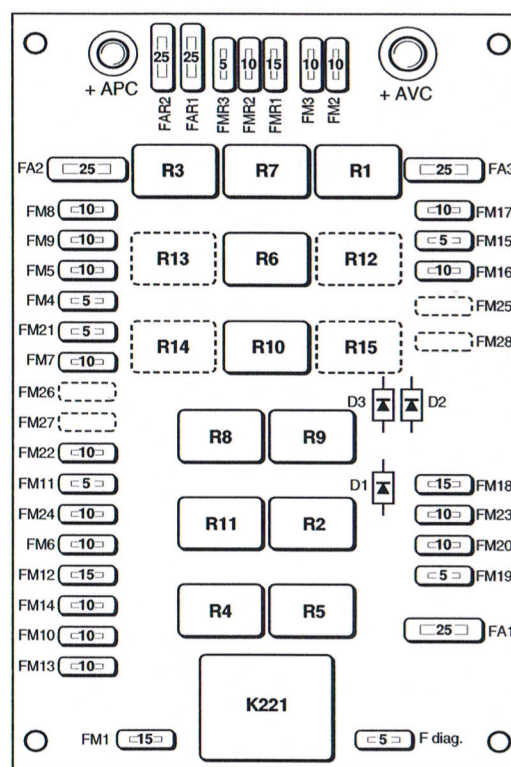 25 25 5 10 15 10 10
+ APC FAR2 FAR1 FMR3 FMR2 FMR1 FM3 FM2 + AVC
FA2 25 R3 R7 R1 25 FA3
FM8 10 10 FM17
FM9 10 R13 R6 R12 5 FM15
FM5 10 10 FM16
FM4 5 FM25
FM21 5 R14 R10 R15 FM28
FM7 10
FM26 D3 D2
FM27
FM22 10 R8 R9
FM11 5 D1 15 FM18
FM24 10 R11 R2 10 FM23
FM6 10 10 FM20
FM12 15 5 FM19
FM14 10 R4 R5
FM10 10 25 FA1
FM13 10
K221
FM1 15 5 F diag.